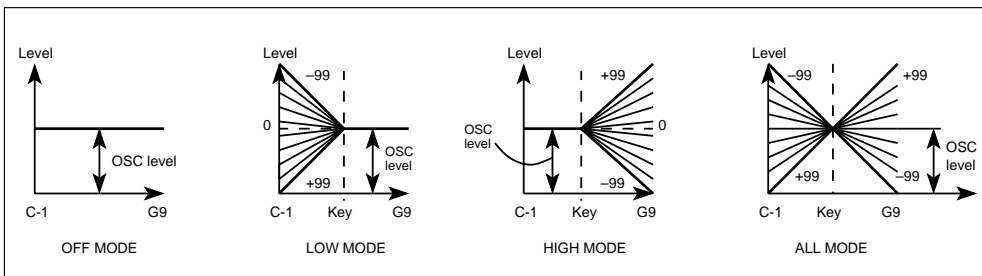 Level
OSC level
C-1
G9
OFF MODE
Level
–99
0
+99
OSC
level
C-1
Key
G9
LOW MODE
Level
+99
0
OSC
level
–99
C-1
Key
G9
HIGH MODE
Level
–99
+99
OSC
level
+99
–99
C-1
Key
G9
ALL MODE